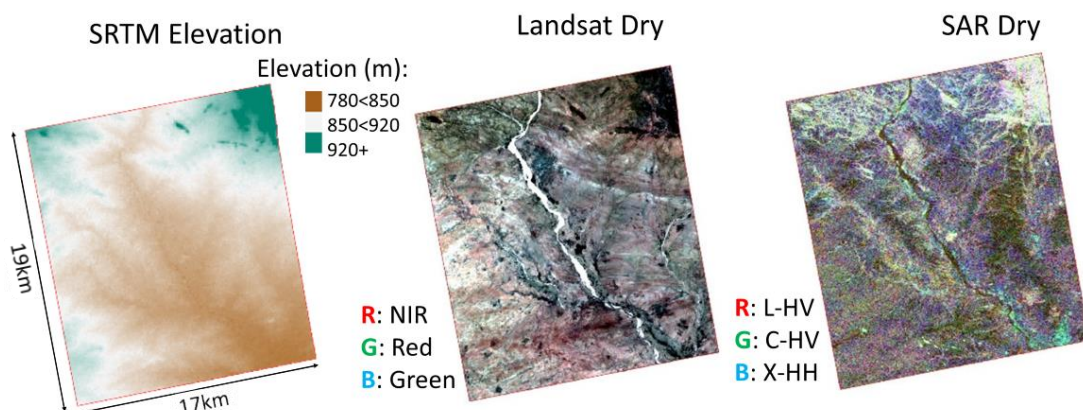 SRTM Elevation
Elevation (m):
780<850
850<920
920+
19km
17km
Landsat Dry
R: NIR
G: Red
B: Green
SAR Dry
R: L-HV
G: C-HV
B: X-HH